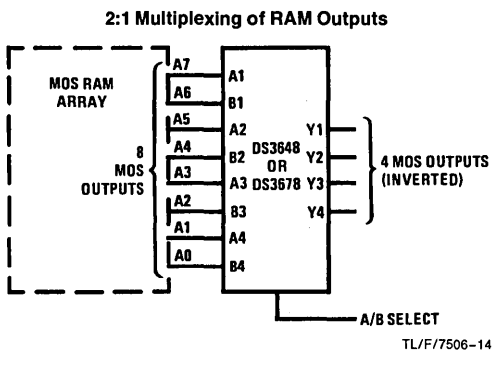 2:1 Multiplexing of RAM Outputs
MOS RAM
ARRAY
8
MOS
OUTPUTS
A7
A6
A5
A4
A3
A2
A1
A0
A1
B1
A2
B2
A3
B3
A4
B4
DS3648
OR
DS3678
Y1
Y2
Y3
Y4
4 MOS OUTPUTS
(INVERTED)
A/B SELECT
TL/F/7506-14